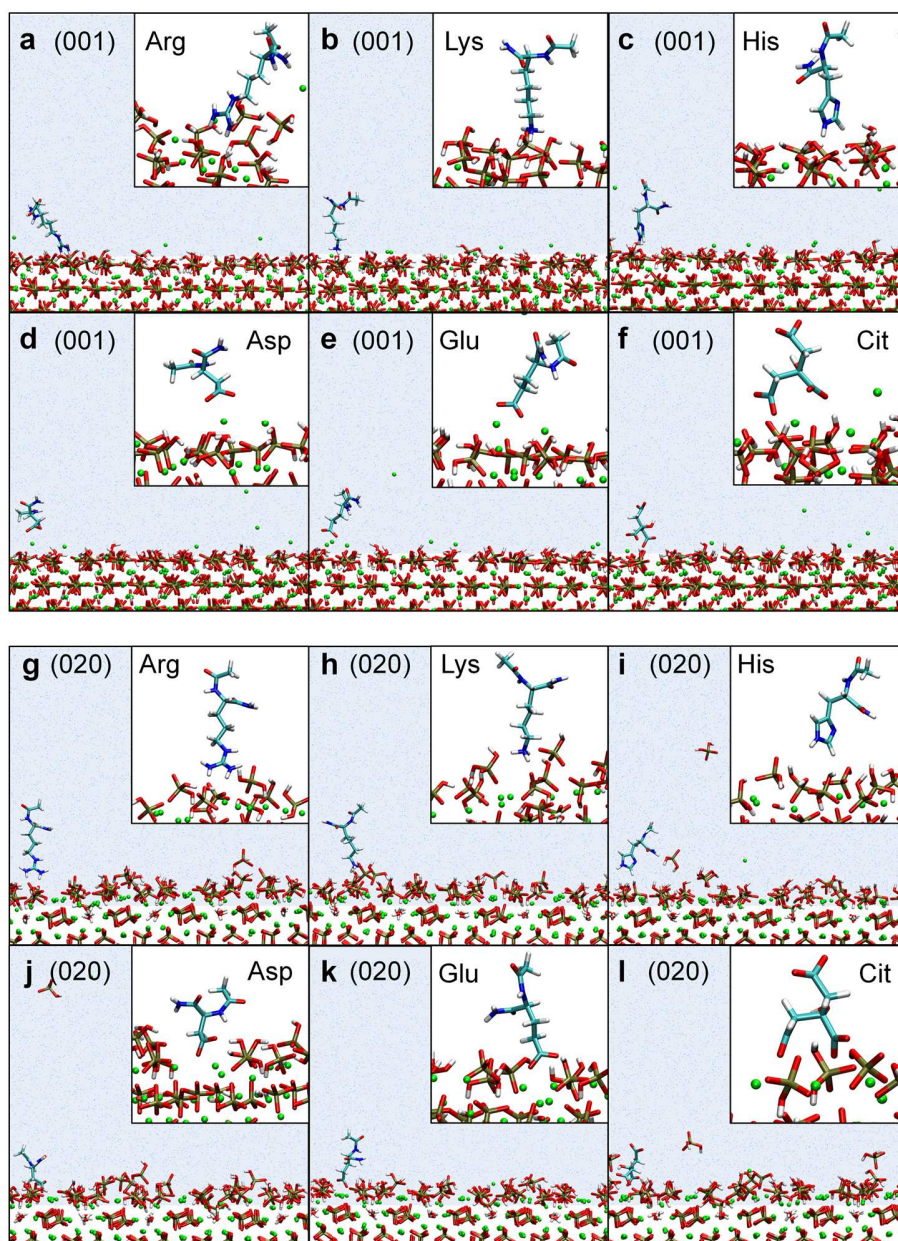 a (001) Arg
b (001) Lys
c (001) His
d (001) Asp
e (001) Glu
f (001) Cit
g (020) Arg
h (020) Lys
i (020) His
j (020) Asp
k (020) Glu
l (020) Cit